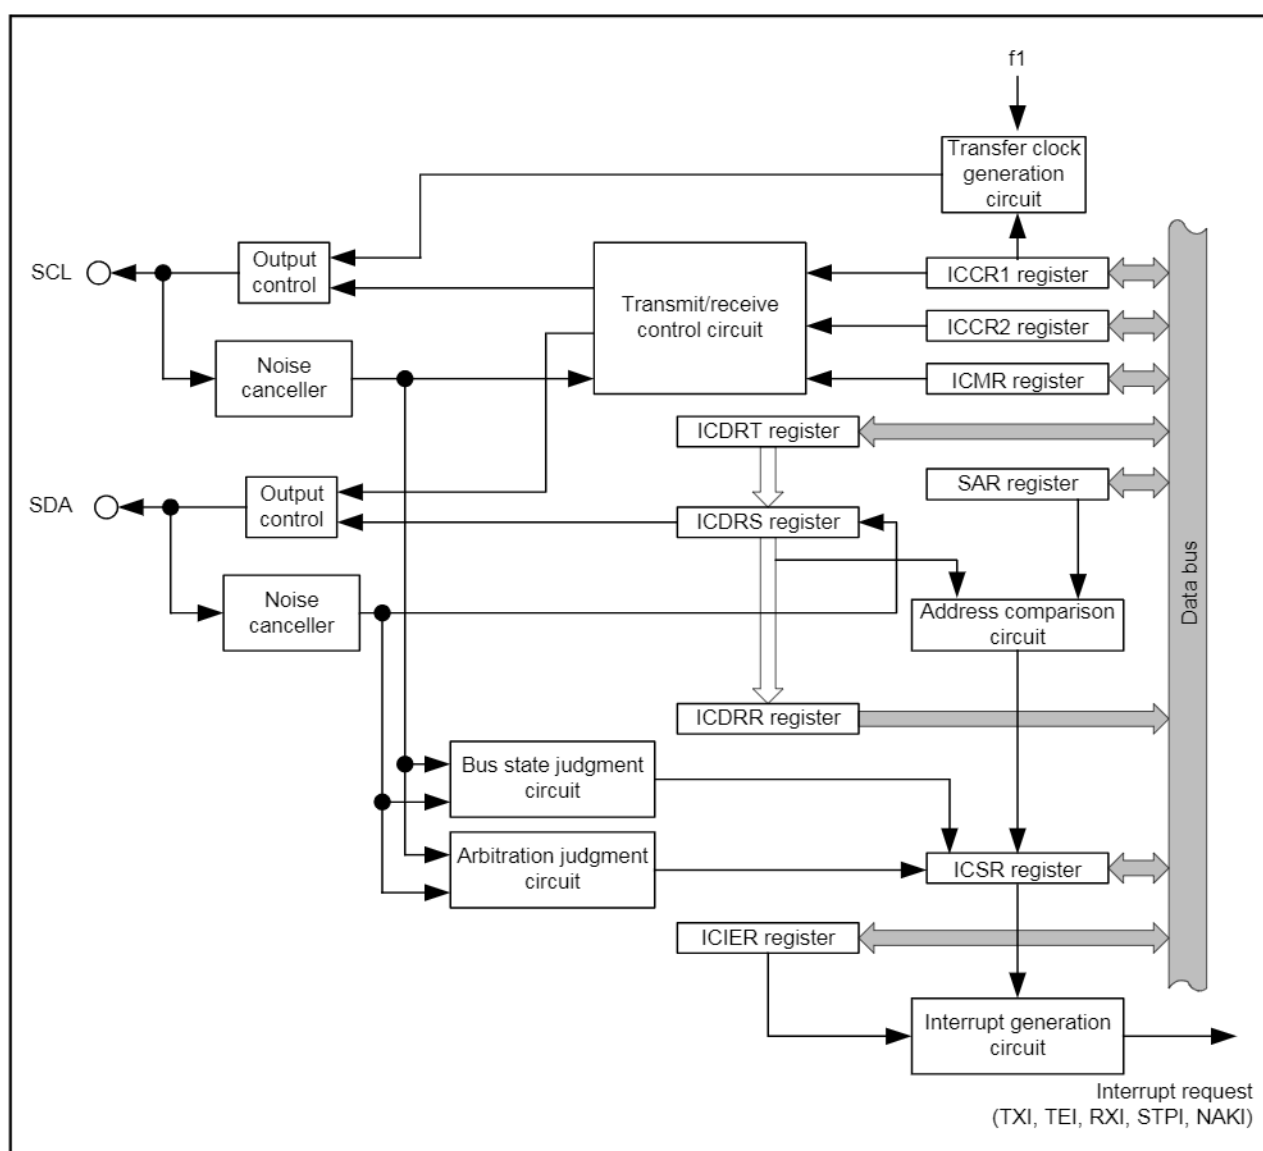 f1
Transfer clock
generation
circuit
SCL
Output
control
Transmit/receive
control circuit
ICCR1 register
ICCR2 register
ICMR register
Noise
canceller
ICDRT register
SAR register
SDA
Output
control
ICDRS register
Data bus
Noise
canceller
Address comparison
circuit
ICDRR register
Bus state judgment
circuit
Arbitration judgment
circuit
ICSR register
ICIER register
Interrupt generation
circuit
Interrupt request
(TXI, TEI, RXI, STPI, NAKI)